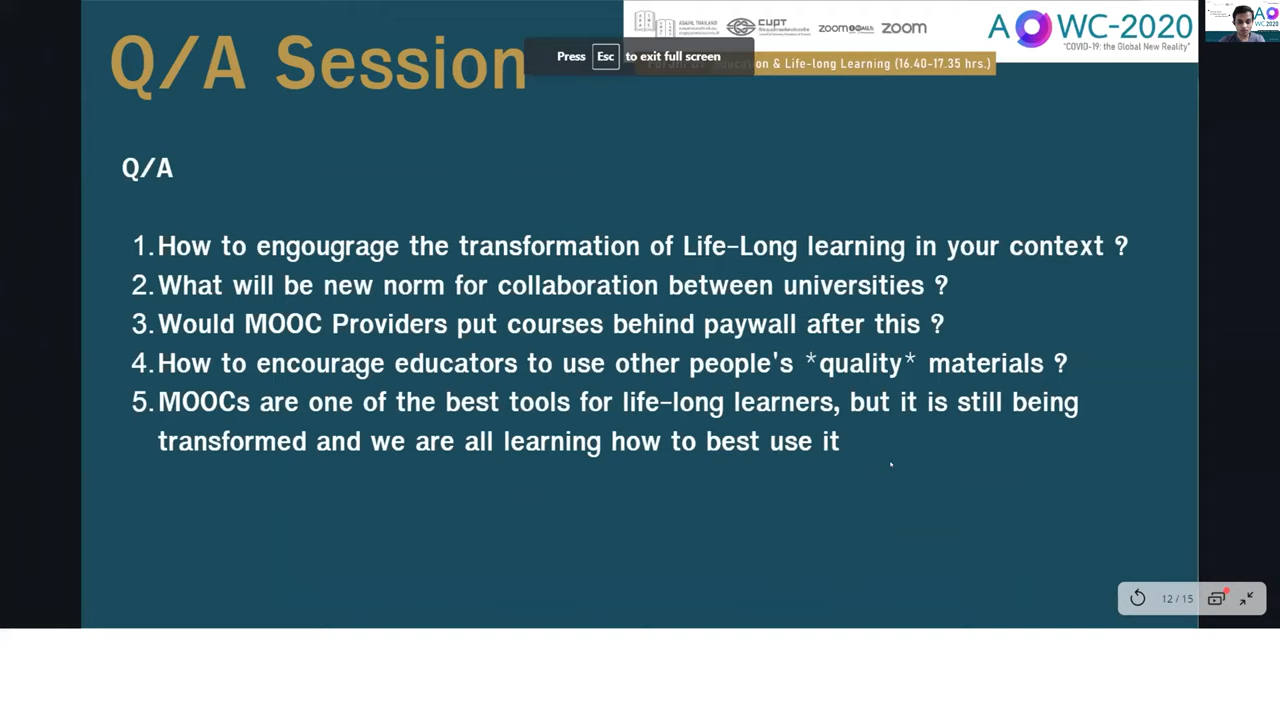 Q/A Session
Press Esc to exit full screen
CUPT
zoom
zoom
AOWC-2020
"COVID-19: the Global New Reality"
on & Life-long Learning (16.40-17.35 hrs.)
Q/A
1. How to engougrage the transformation of Life-Long learning in your context ?
2. What will be new norm for collaboration between universities ?
3. Would MOOC Providers put courses behind paywall after this ?
4. How to encourage educators to use other people's *quality* materials ?
5. MOOCs are one of the best tools for life-long learners, but it is still being
transformed and we are all learning how to best use it
12 / 15